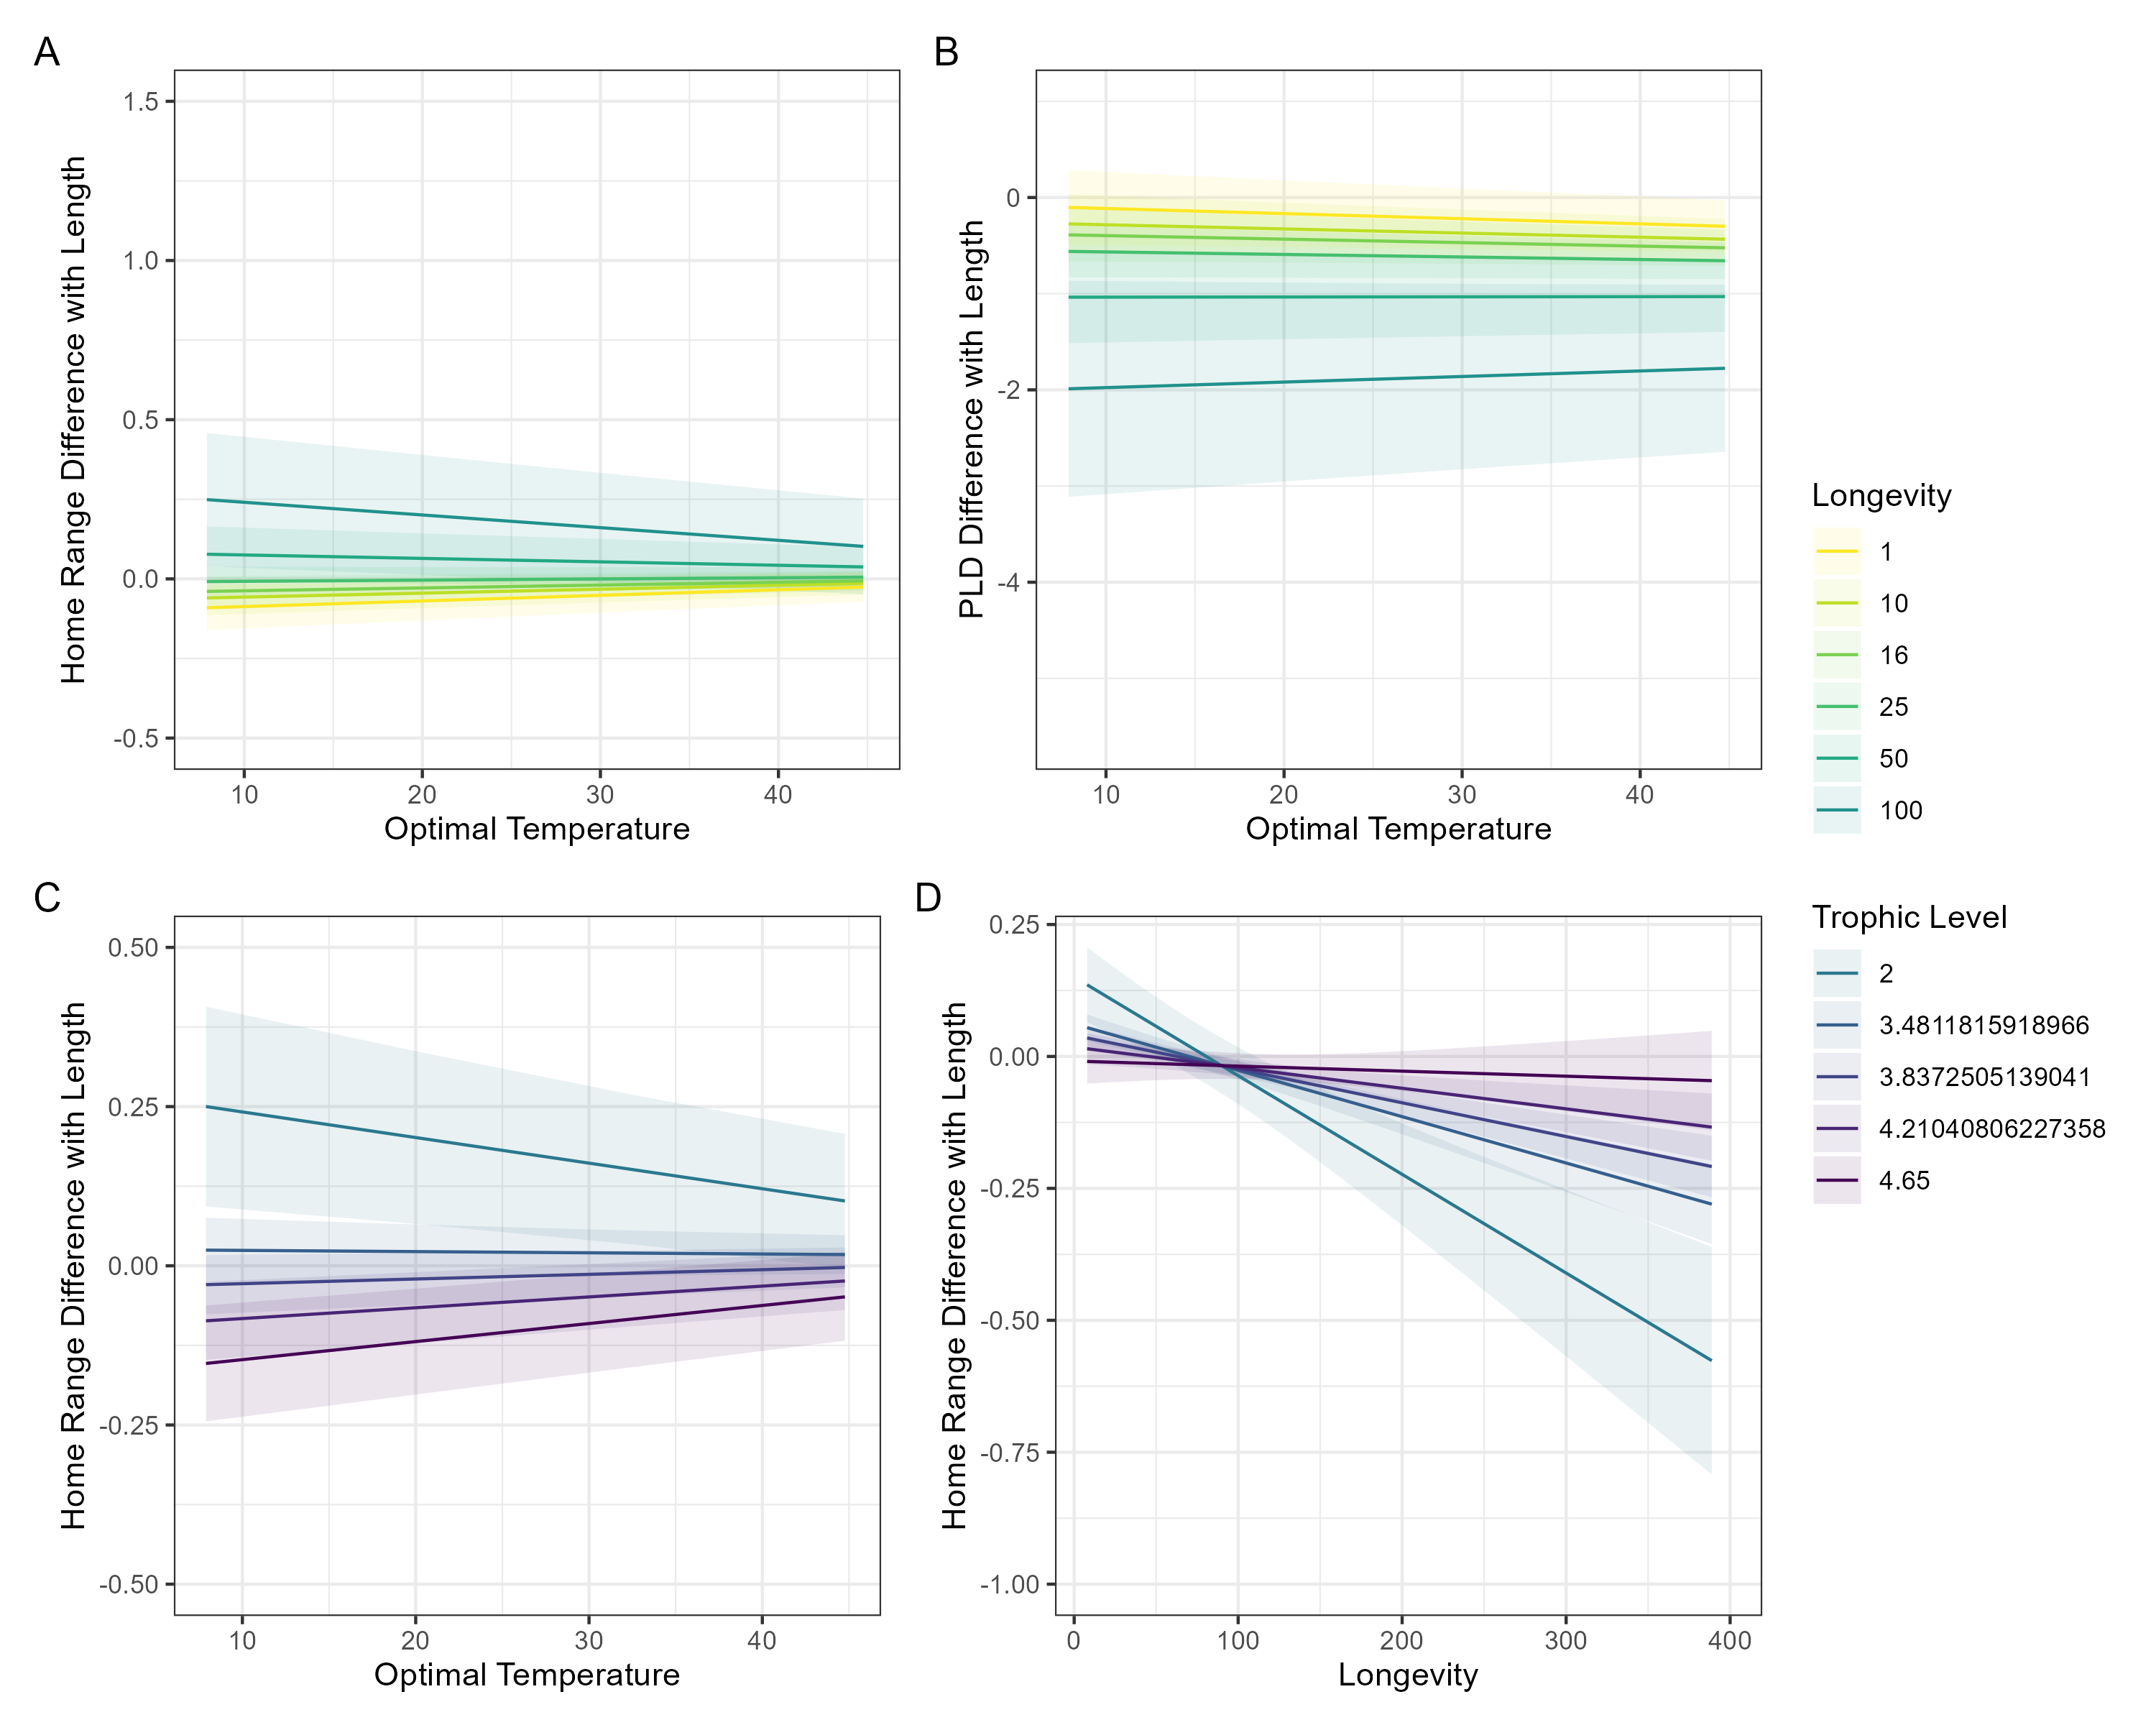 A
Home Range Difference with Length
1.5
1.0
0.5
0.0
-0.5
10 20 30 40
Optimal Temperature
B
PLD Difference with Length
0
-2
-4
10 20 30 40
Optimal Temperature
Longevity
1
10
16
25
50
100
C
Home Range Difference with Length
0.50
0.25
0.00
-0.25
-0.50
10 20 30 40
Optimal Temperature
D
Home Range Difference with Length
0.25
0.00
-0.25
-0.50
-0.75
-1.00
0 100 200 300 400
Longevity
Trophic Level
2
3.4811815918966
3.8372505139041
4.21040806227358
4.65